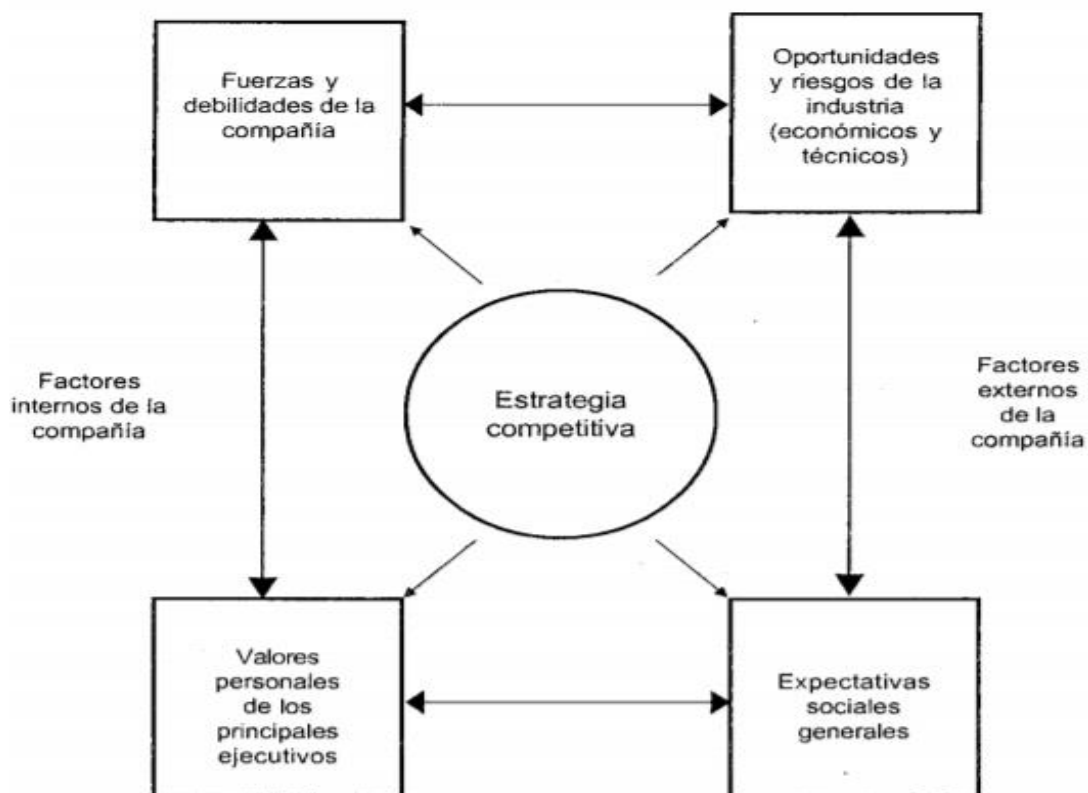 Fuerzas y
debilidades de la
compañía
Oportunidades
y riesgos de la
industria
(económicos y
técnicos)
Factores
internos de la
compañía
Estrategia
competitiva
Factores
externos
de la
compañía
Valores
personales
de los
principales
ejecutivos
Expectativas
sociales
generales